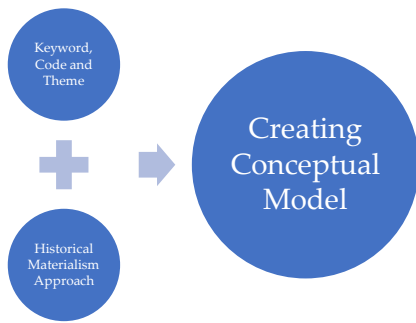 Keyword,
Code and
Theme
Historical
Materialism
Approach
Creating
Conceptual
Model